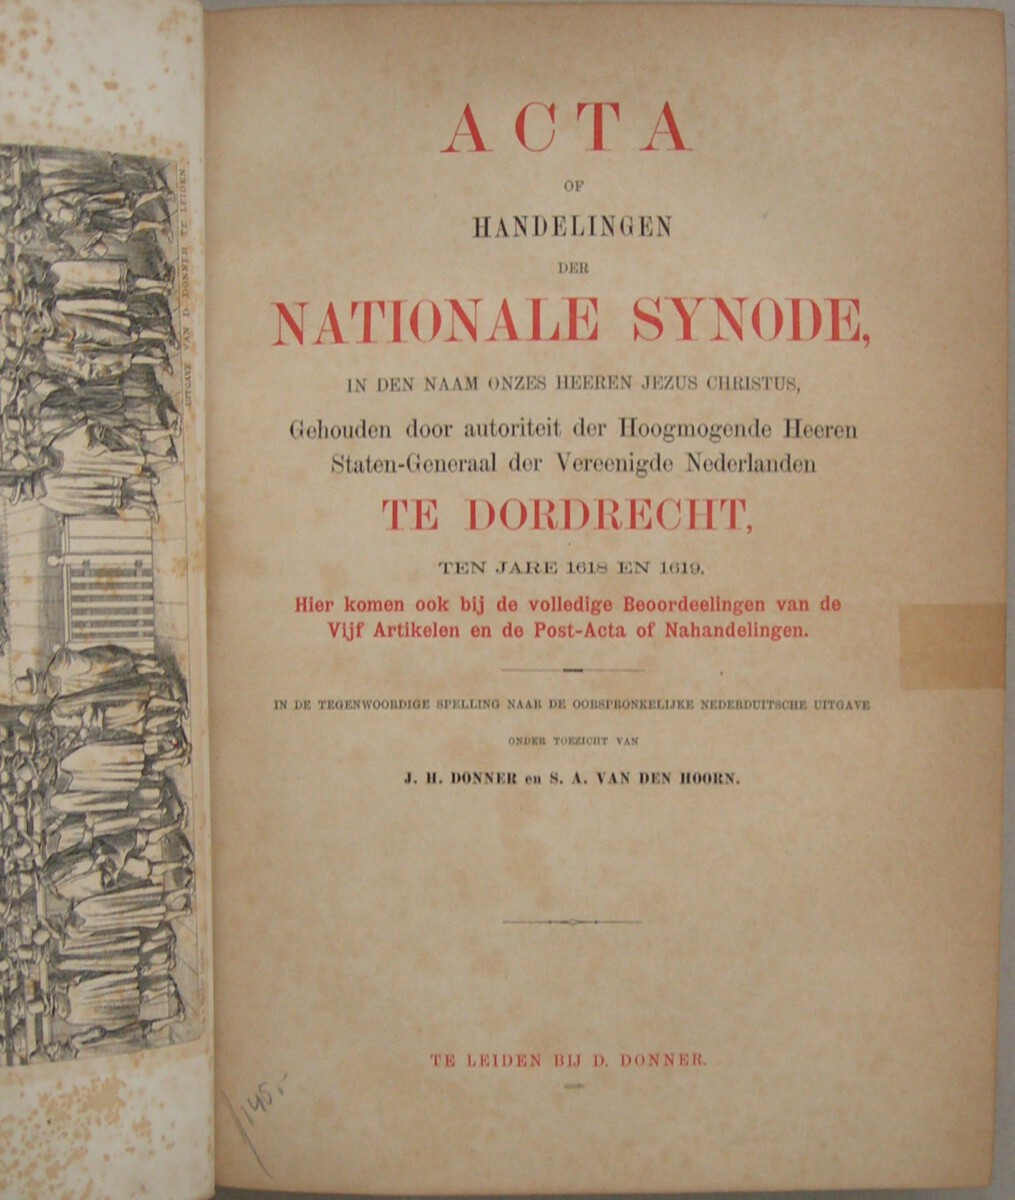 UITGAVE VAN D. DONNER TE LEIDEN.
ACTA
OF
HANDELINGEN
DER
NATIONALE SYNODE,
IN DEN NAAM ONZES HEEREN JEZUS CHRISTUS,
Gehouden door autoriteit der Hoogmogende Heeren
Staten-Generaal der Vereenigde Nederlanden
TE DORDRECHT,
TEN JARE 1618 EN 1619.
Hier komen ook bij de volledige Beoordeelingen van de
Vijf Artikelen en de Post-Acta of Nahandelingen.
IN DE TEGENWOORDIGE SPELLING NAAR DE OORSPRONKELIJKE NEDERDUITSCHE UITGAVE
ONDER TOEZICHT VAN
J. H. DONNER en S. A. VAN DEN HOORN.
TE LEIDEN BIJ D. DONNER.
145,-